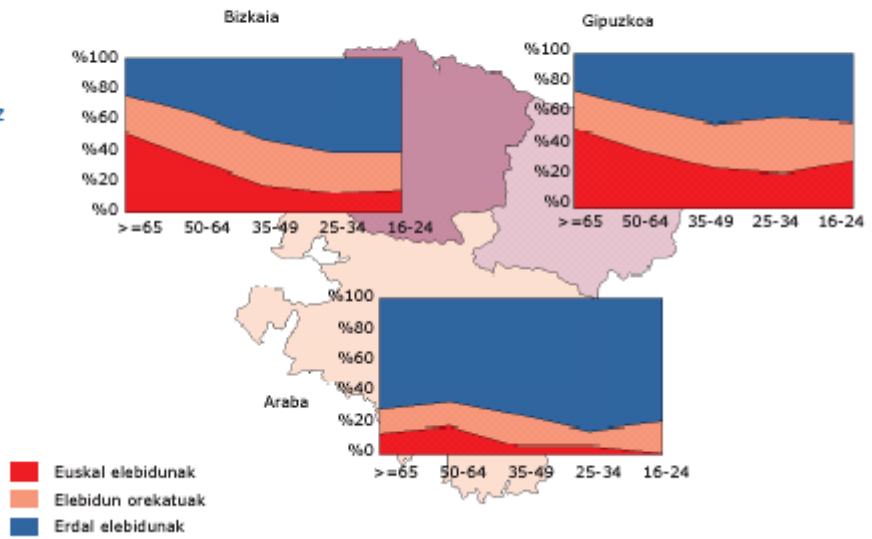 Bizkaia
%100
%80
%60
%40
%20
%0
>=65 50-64 35-49 25-34 16-24
Gipuzkoa
%100
%80
%60
%40
%20
%0
>=65 50-64 35-49 25-34 16-24
z
Araba
%100
%80
%60
%40
%20
%0
>=65 50-64 35-49 25-34 16-24
Euskal elebidunak
Elebidun orekatuak
Erdal elebidunak